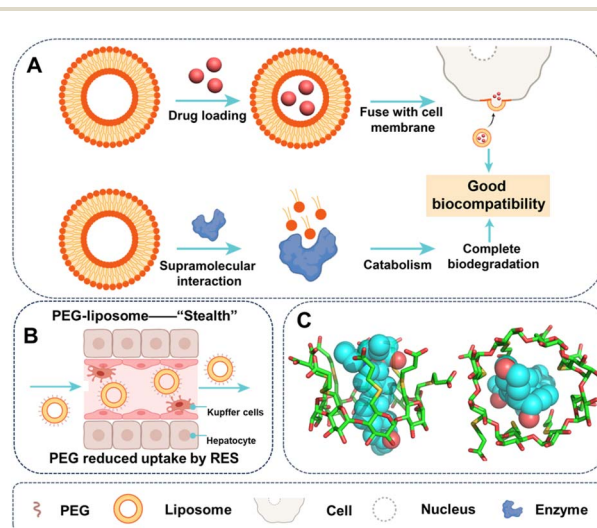 A
Drug loading
Fuse with cell
membrane
Good
biocompatibility
Supramolecular
interaction
Catabolism
Complete
biodegradation
B
PEG-liposome——“Stealth”
Kupffer cells
Hepatocyte
PEG reduced uptake by RES
C
PEG
Liposome
Cell
Nucleus
Enzyme